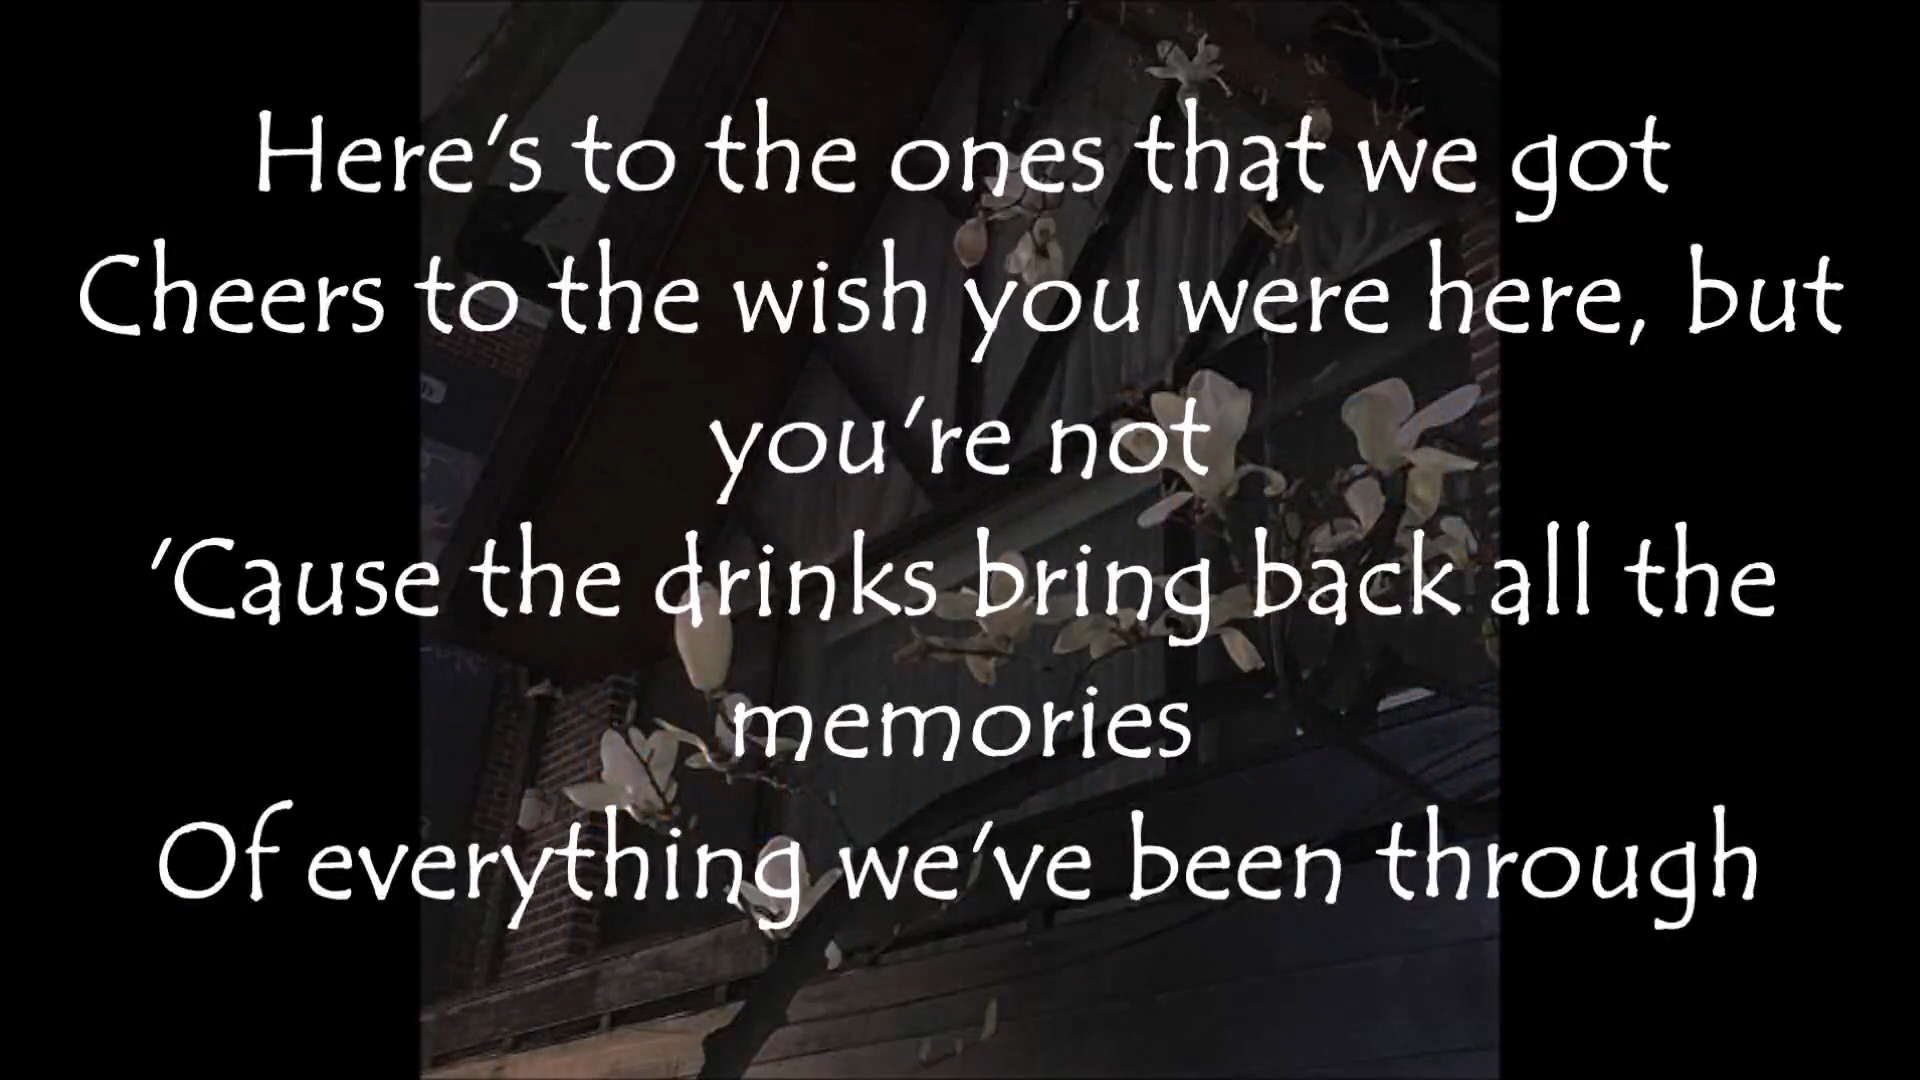 Here's to the ones that we got
Cheers to the wish you were here, but
you're not
'Cause the drinks bring back all the
memories
Of everything we've been through